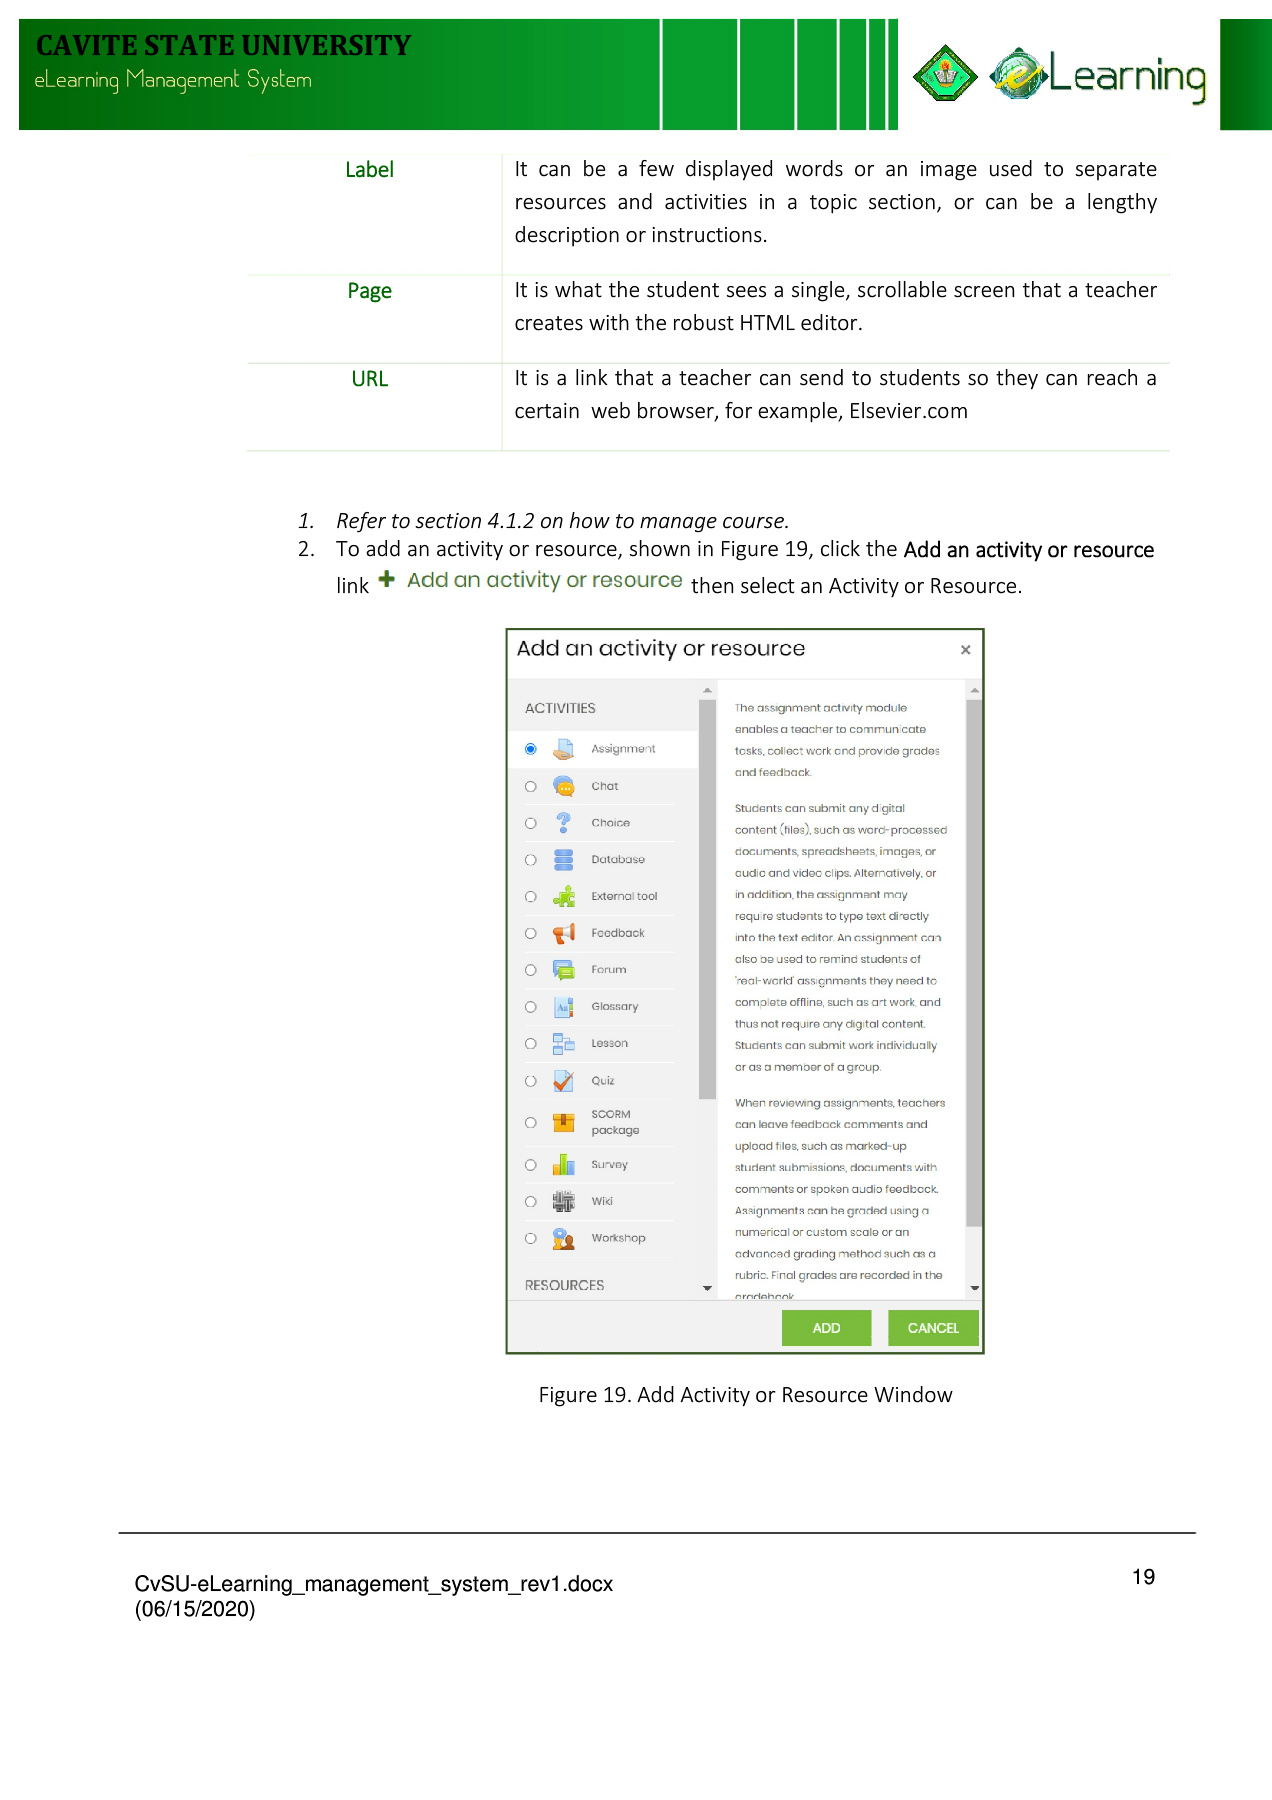 CAVITE STATE UNIVERSITY
eLearning Management System
eLearning
Label
It can be a few displayed words or an image used to separate
resources and activities in a topic section, or can be a lengthy
description or instructions.
Page
It is what the student sees a single, scrollable screen that a teacher
creates with the robust HTML editor.
URL
It is a link that a teacher can send to students so they can reach a
certain web browser, for example, Elsevier.com
1. Refer to section 4.1.2 on how to manage course.
2. To add an activity or resource, shown in Figure 19, click the Add an activity or resource
link + Add an activity or resource then select an Activity or Resource.
Add an activity or resource ×
ACTIVITIES
Assignment
Chat
Choice
Database
External tool
Feedback
Forum
Glossary
Lesson
Quiz
SCORM
package
Survey
Wiki
Workshop
RESOURCES
The assignment activity module
enables a teacher to communicate
tasks, collect work and provide grades
and feedback.
Students can submit any digital
content (files), such as word-processed
documents, spreadsheets, images, or
audio and video clips. Alternatively, or
in addition, the assignment may
require students to type text directly
into the text editor. An assignment can
also be used to remind students of
'real-world' assignments they need to
complete offline, such as art work, and
thus not require any digital content.
Students can submit work individually
or as a member of a group.
When reviewing assignments, teachers
can leave feedback comments and
upload files, such as marked-up
student submissions, documents with
comments or spoken audio feedback.
Assignments can be graded using a
numerical or custom scale or an
advanced grading method such as a
rubric. Final grades are recorded in the
gradebook.
ADD CANCEL
Figure 19. Add Activity or Resource Window
CvSU-eLearning_management_system_rev1.docx
(06/15/2020)
19